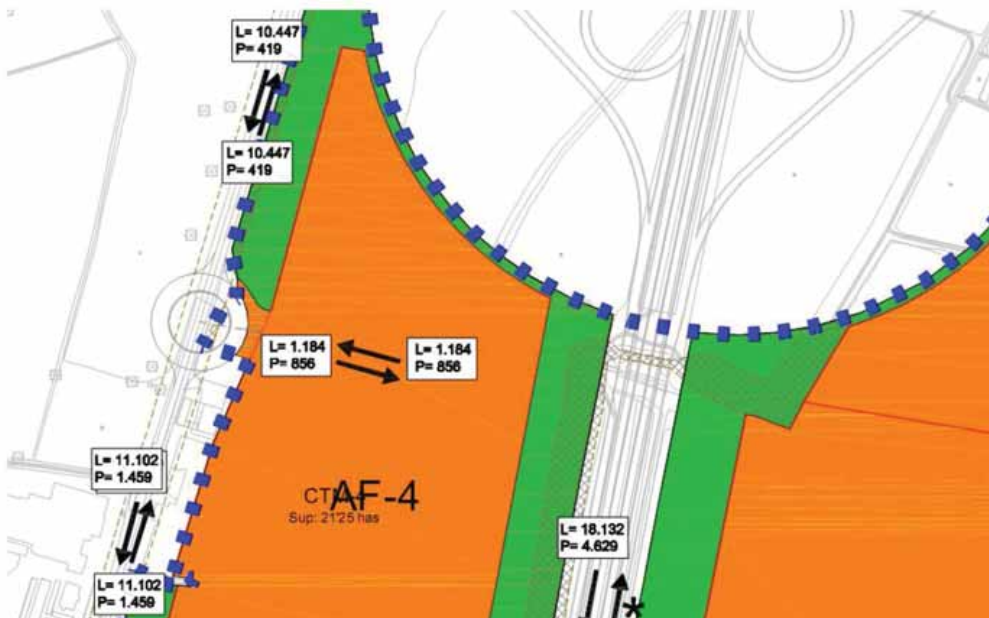 L= 10.447
P= 419
L= 10.447
P= 419
L= 1.184
P= 856
L= 1.184
P= 856
L= 11.102
P= 1.459
AF-4
Sup: 21'25 has
L= 18.132
P= 4.629
*
L= 11.102
P= 1.459